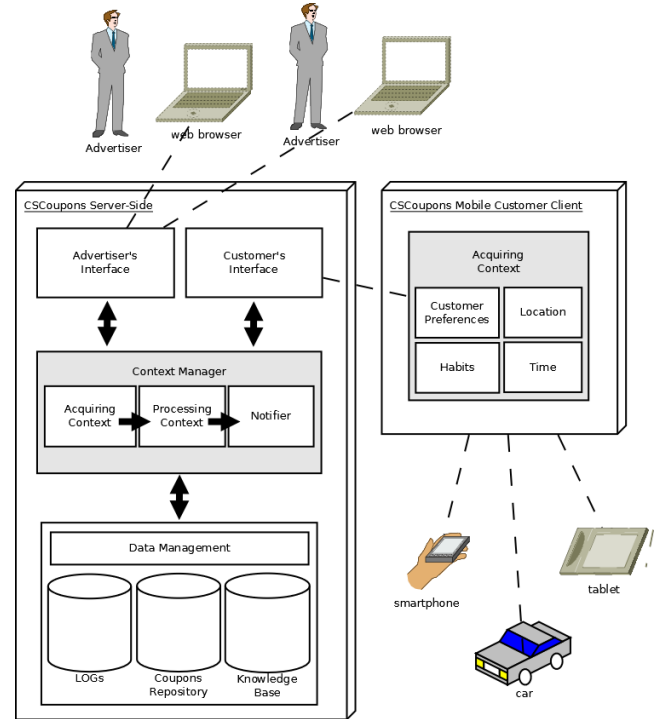 Advertiser
web browser
Advertiser
web browser
CSCoupons Server-Side
Advertiser's
Interface
Customer's
Interface
Context Manager
Acquiring
Context
Processing
Context
Notifier
Data Management
LOGs
Coupons
Repository
Knowledge
Base
CSCoupons Mobile Customer Client
Acquiring
Context
Customer
Preferences
Location
Habits
Time
smartphone
tablet
car